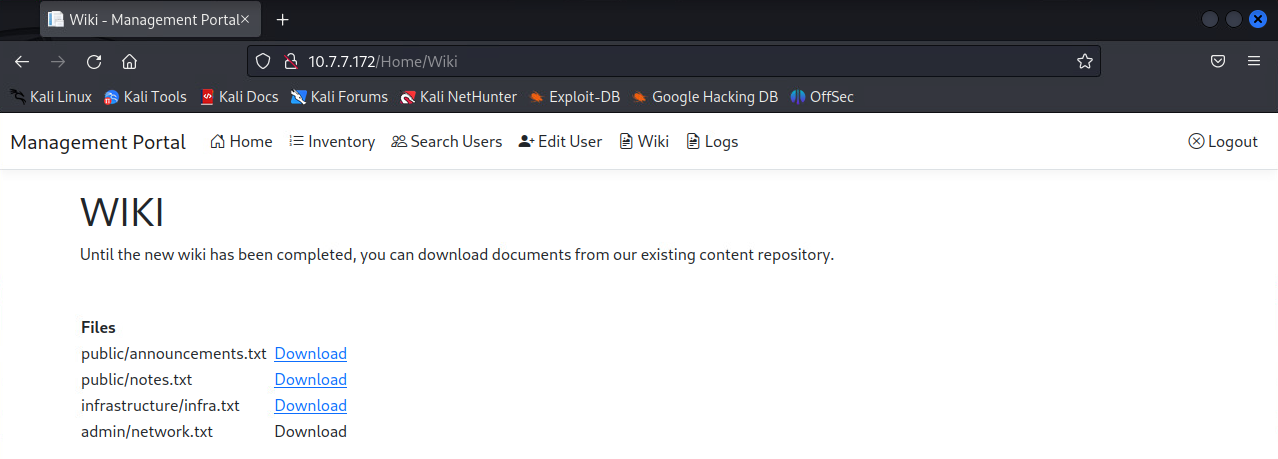 Wiki - Management Portal
10.7.7.172/Home/Wiki
Kali Linux Kali Tools Kali Docs Kali Forums Kali NetHunter Exploit-DB Google Hacking DB OffSec
Management Portal Home Inventory Search Users Edit User Wiki Logs Logout
WIKI
Until the new wiki has been completed, you can download documents from our existing content repository.
Files
public/announcements.txt Download
public/notes.txt Download
infrastructure/infra.txt Download
admin/network.txt Download